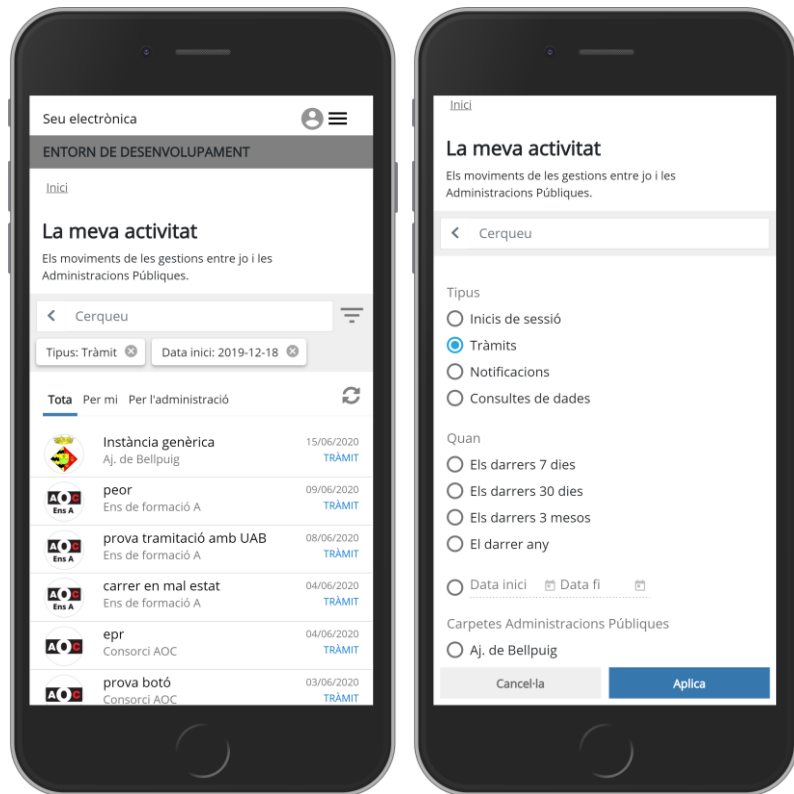 Seu electrònica
ENTORN DE DESENVOLUPAMENT
Inici
La meva activitat
Els moviments de les gestions entre jo i les
Administracions Públiques.
Cerqueu
Tipus: Tràmit
Data inici: 2019-12-18
Tota Per mi Per l'administració
Instància genèrica
15/06/2020
Aj. de Bellpuig
TRÀMIT
AOC
Ens A
peor
09/06/2020
Ens de formació A
TRÀMIT
AOC
Ens A
prova tramitació amb UAB
08/06/2020
Ens de formació A
TRÀMIT
AOC
Ens A
carrer en mal estat
04/06/2020
Ens de formació A
TRÀMIT
AOC
epr
04/06/2020
Consorci AOC
TRÀMIT
AOC
prova botó
03/06/2020
Consorci AOC
TRÀMIT
Inici
La meva activitat
Els moviments de les gestions entre jo i les
Administracions Públiques.
Cerqueu
Tipus
Inicis de sessió
Tràmits
Notificacions
Consultes de dades
Quan
Els darrers 7 dies
Els darrers 30 dies
Els darrers 3 mesos
El darrer any
Data inici Data fi
Carpetes Administracions Públiques
Aj. de Bellpuig
Cancel·la Aplica